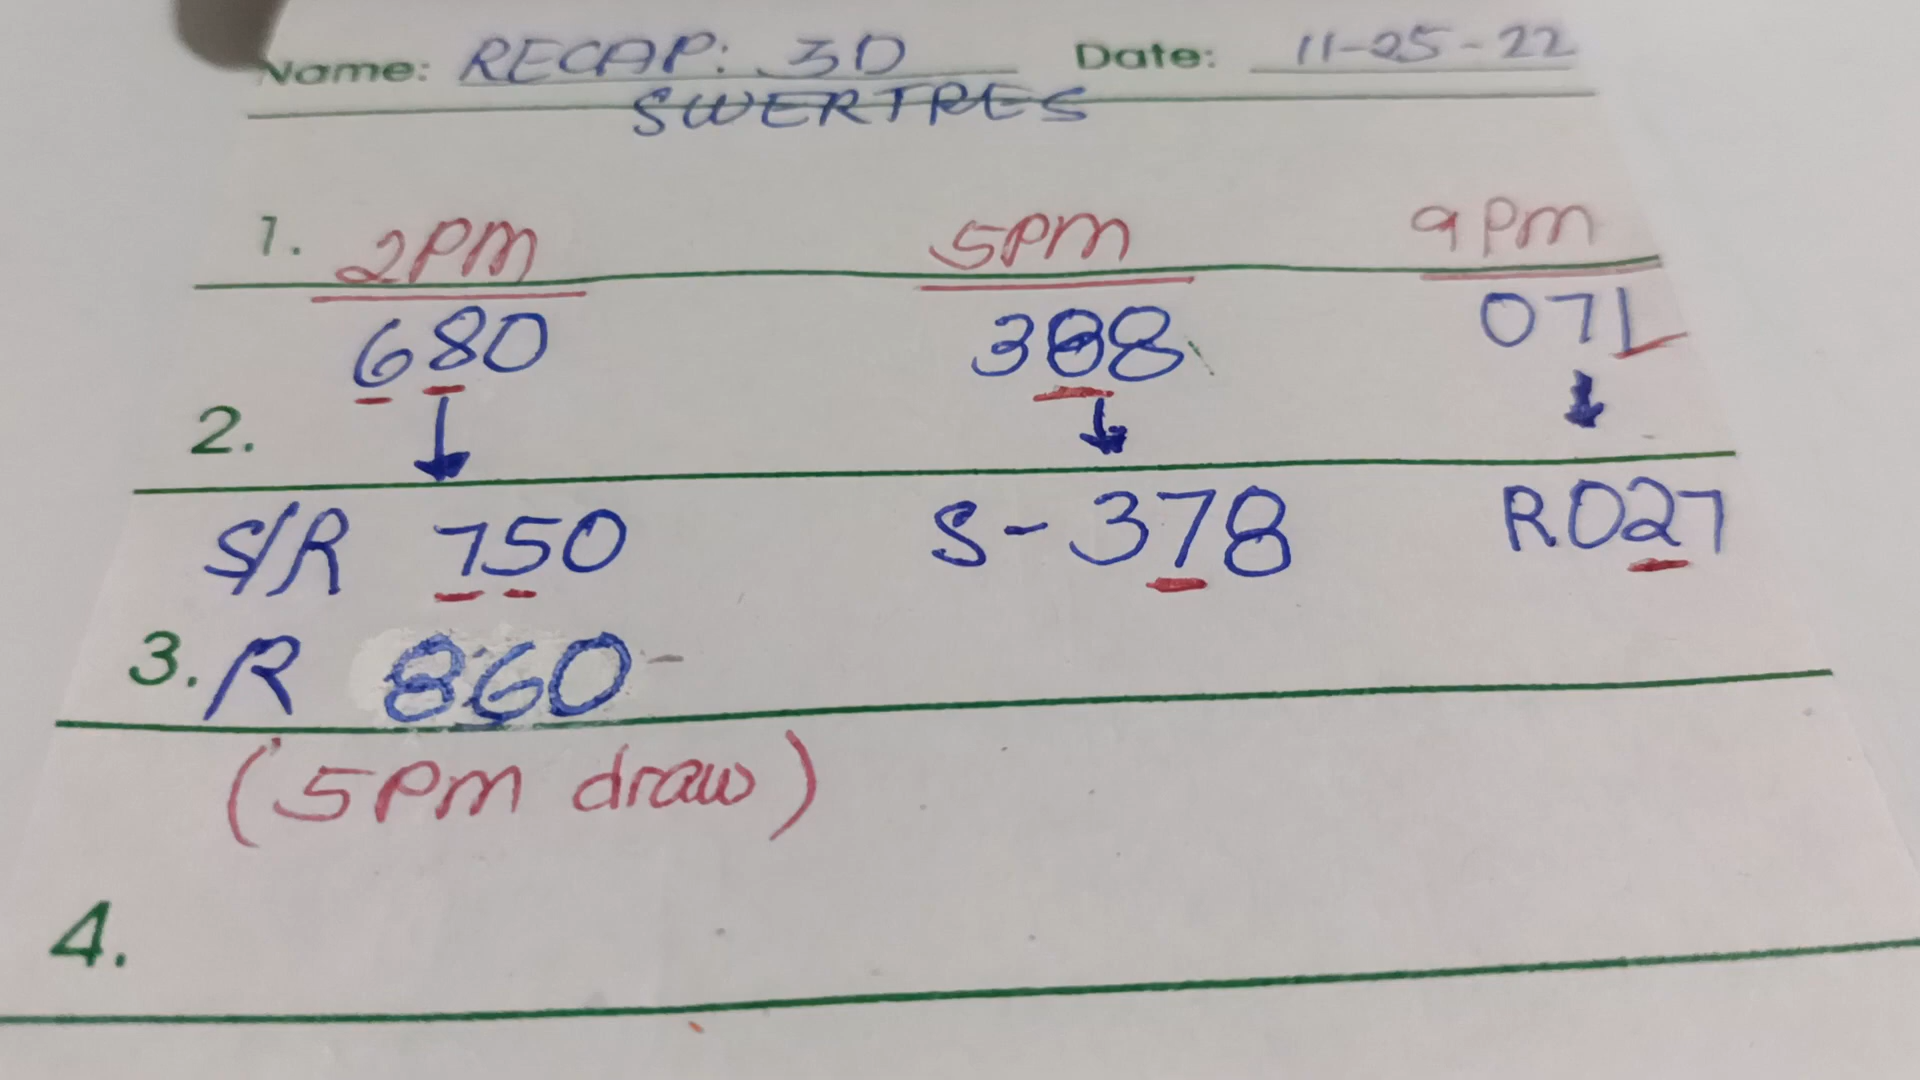 Name: RECAP: 3D Date: 11-25-22
SWERTRES
1. 2PM 5PM 9PM
680 388 071
2.
S/R 750 S-378 R027
3. R 860
(5PM draw)
4.